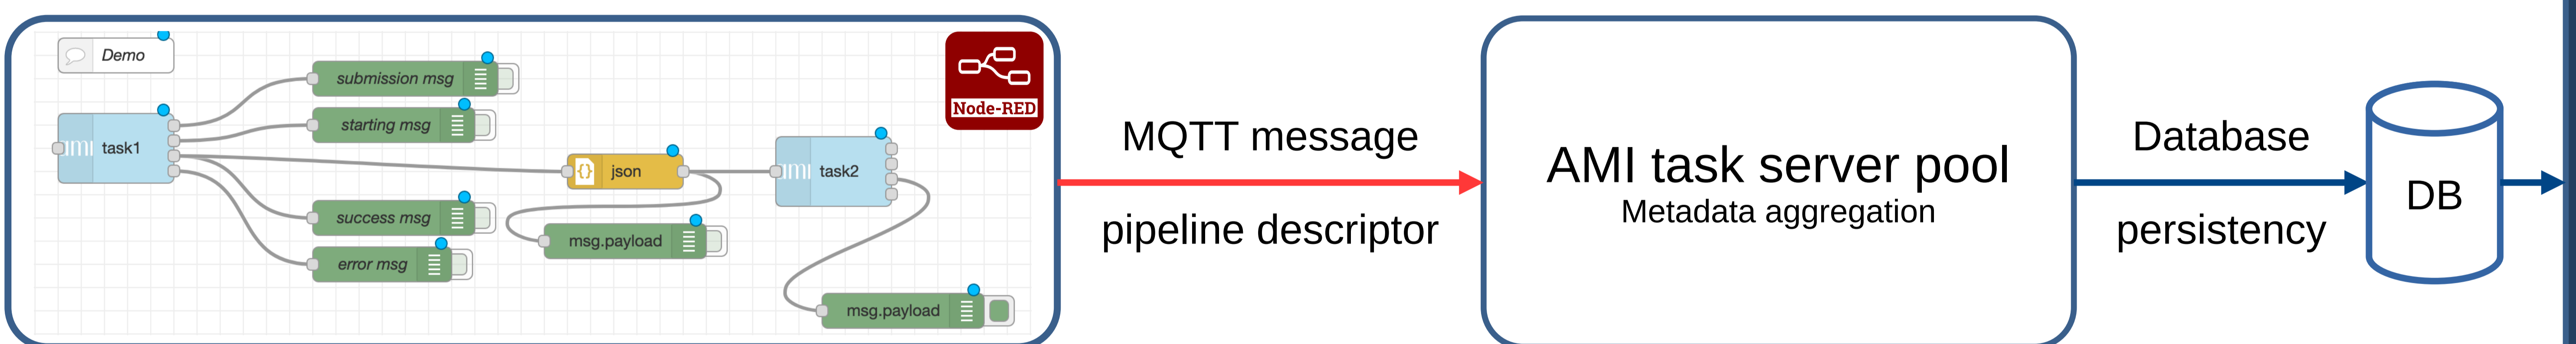 Demo
submission msg
starting msg
task1
json
task2
success msg
msg.payload
error msg
msg.payload
Node-RED
MQTT message
pipeline descriptor
AMI task server pool
Metadata aggregation
Database
persistency
DB